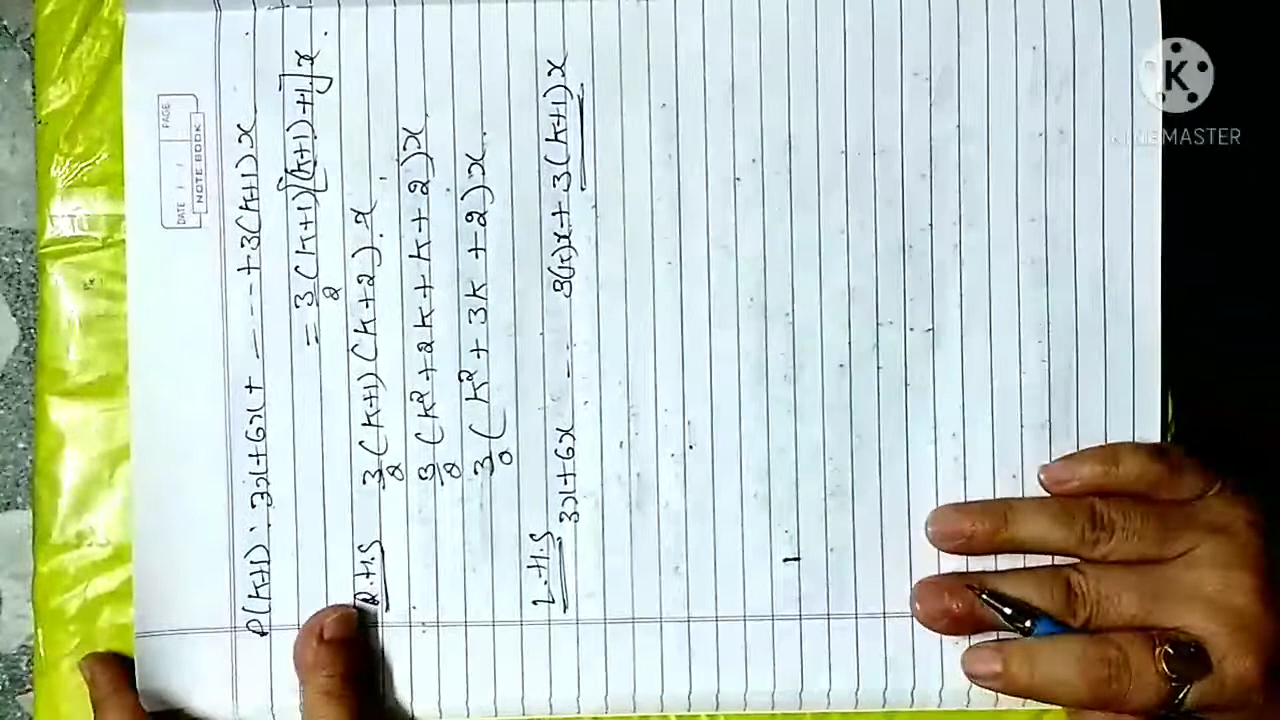 DATE / / PAGE
NOTE BOOK
P(K+1) : 3x+6x+ --- +3(K+1)x
= 3/2 (K+1)[(K+1)+1]x.
R.H.S 3/2 (K+1)(K+2).x
3/2 (K²+2K+K+2)x
3/2 (K²+3K+2)x.
L.H.S
3x+6x --- 3(K)x+3(K+1)x
KINEMASTER